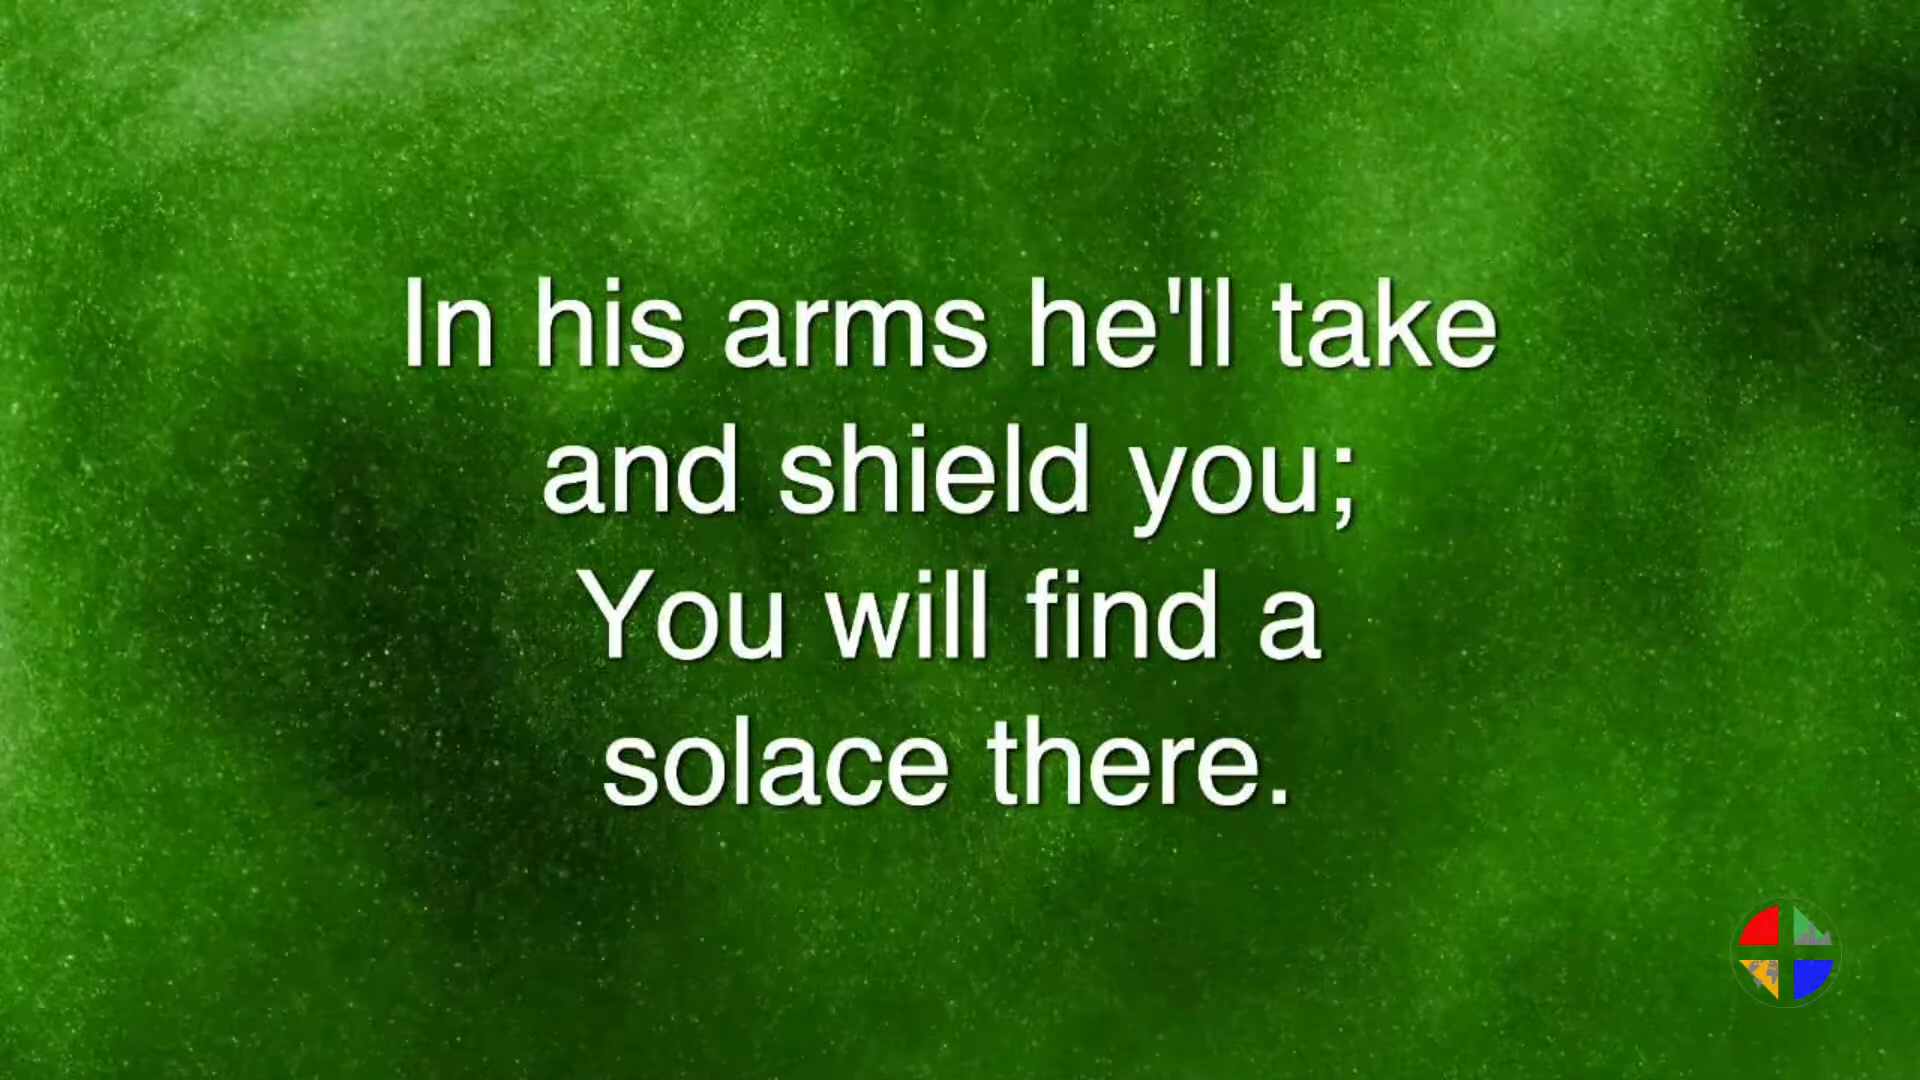 In his arms he'll take
and shield you;
You will find a
solace there.